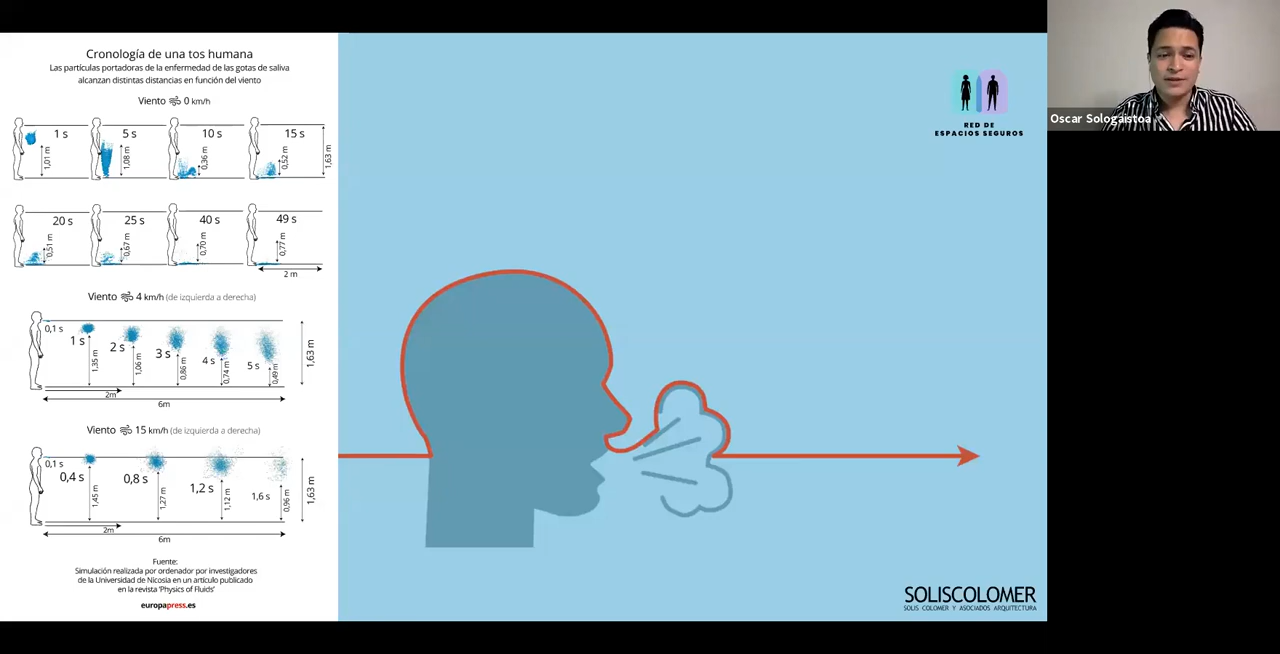 Cronología de una tos humana
Las partículas portadoras de la enfermedad de las gotas de saliva
alcanzan distintas distancias en función del viento
Viento 0 km/h
1 s 5 s 10 s 15 s
1,01 m 1,08 m 0,36 m 0,52 m 1,63 m
20 s 25 s 40 s 49 s
0,51 m 0,67 m 0,70 m 0,77 m
2 m
Viento 4 km/h (de izquierda a derecha)
0,1 s 1 s 2 s 3 s 4 s 5 s
1,35 m 1,06 m 0,86 m 0,74 m 0,49 m 1,63 m
2m
6m
Viento 15 km/h (de izquierda a derecha)
0,1 s 0,4 s 0,8 s 1,2 s 1,6 s
1,45 m 1,27 m 1,12 m 0,96 m 1,63 m
2m
6m
Fuente:
Simulación realizada por ordenador por investigadores
de la Universidad de Nicosia en un artículo publicado
en la revista 'Physics of Fluids'
europapress.es
RED DE
ESPACIOS SEGUROS
SOLISCOLOMER
SOLIS COLOMER Y ASOCIADOS ARQUITECTURA
Oscar Sologaistoa